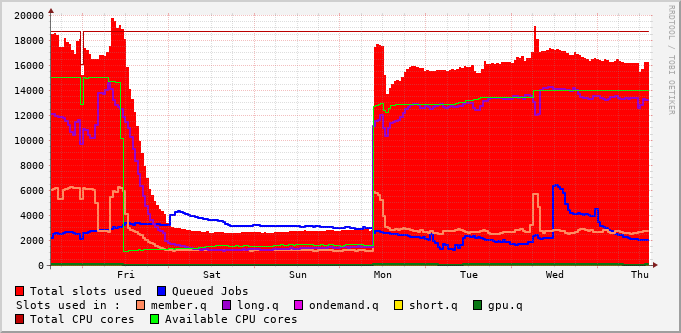 RRDTOOL / TOBI OETIKER
20000
18000
16000
14000
12000
10000
8000
6000
4000
2000
0
Fri Sat Sun Mon Tue Wed Thu
Total slots used Queued Jobs
Slots used in : member.q long.q ondemand.q short.q gpu.q
Total CPU cores Available CPU cores